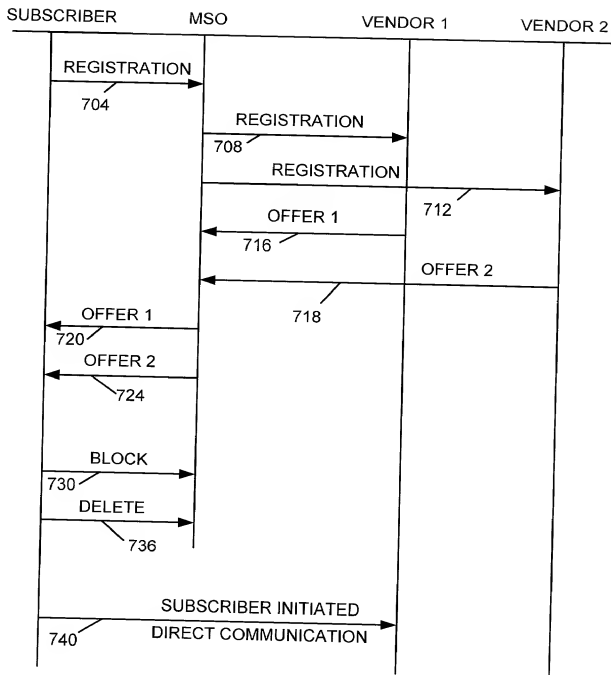 SUBSCRIBER MSO VENDOR 1 VENDOR 2
REGISTRATION
704
REGISTRATION
708
REGISTRATION
712
OFFER 1
716
OFFER 2
718
OFFER 1
720
OFFER 2
724
BLOCK
730
DELETE
736
SUBSCRIBER INITIATED
DIRECT COMMUNICATION
740